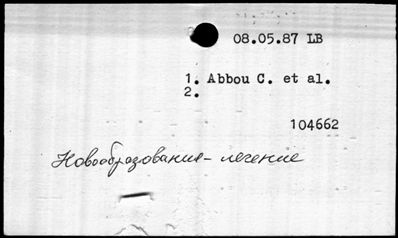 08.05.87 LB
1. Abbou C. et al.
2.
104662
Новообразования - лечение